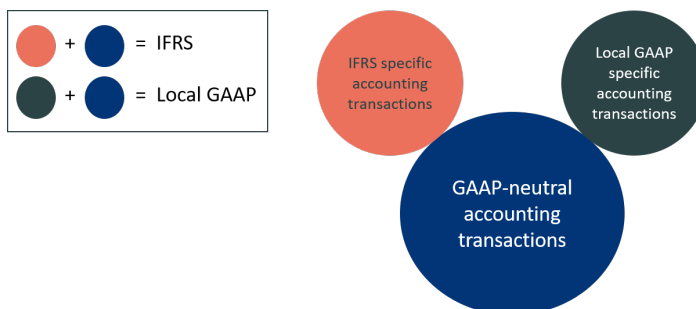 + = IFRS
+ = Local GAAP
IFRS specific
accounting
transactions
Local GAAP
specific
accounting
transactions
GAAP-neutral
accounting
transactions